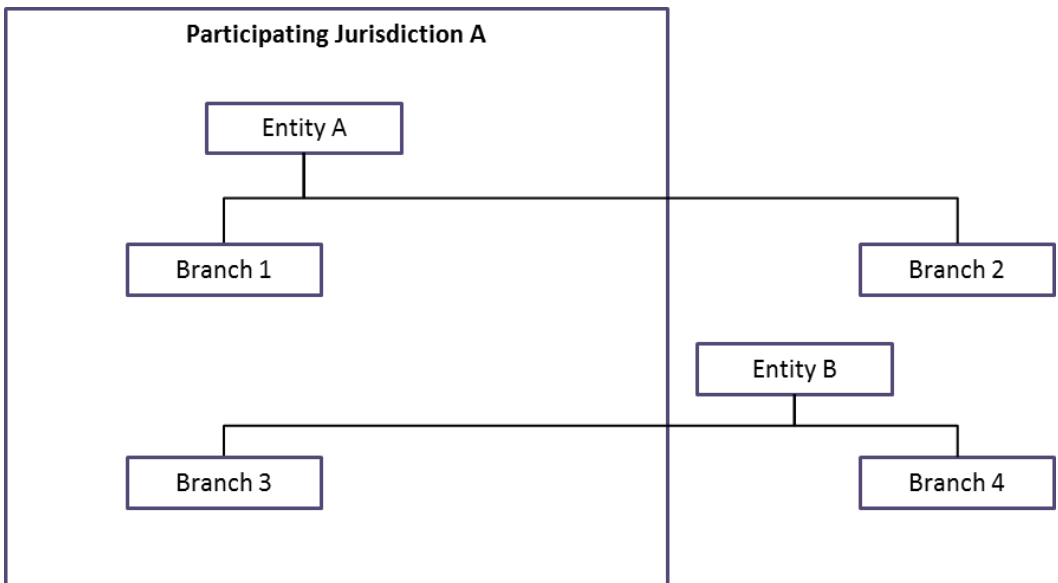 Participating Jurisdiction A
Entity A
Branch 1
Branch 2
Entity B
Branch 3
Branch 4